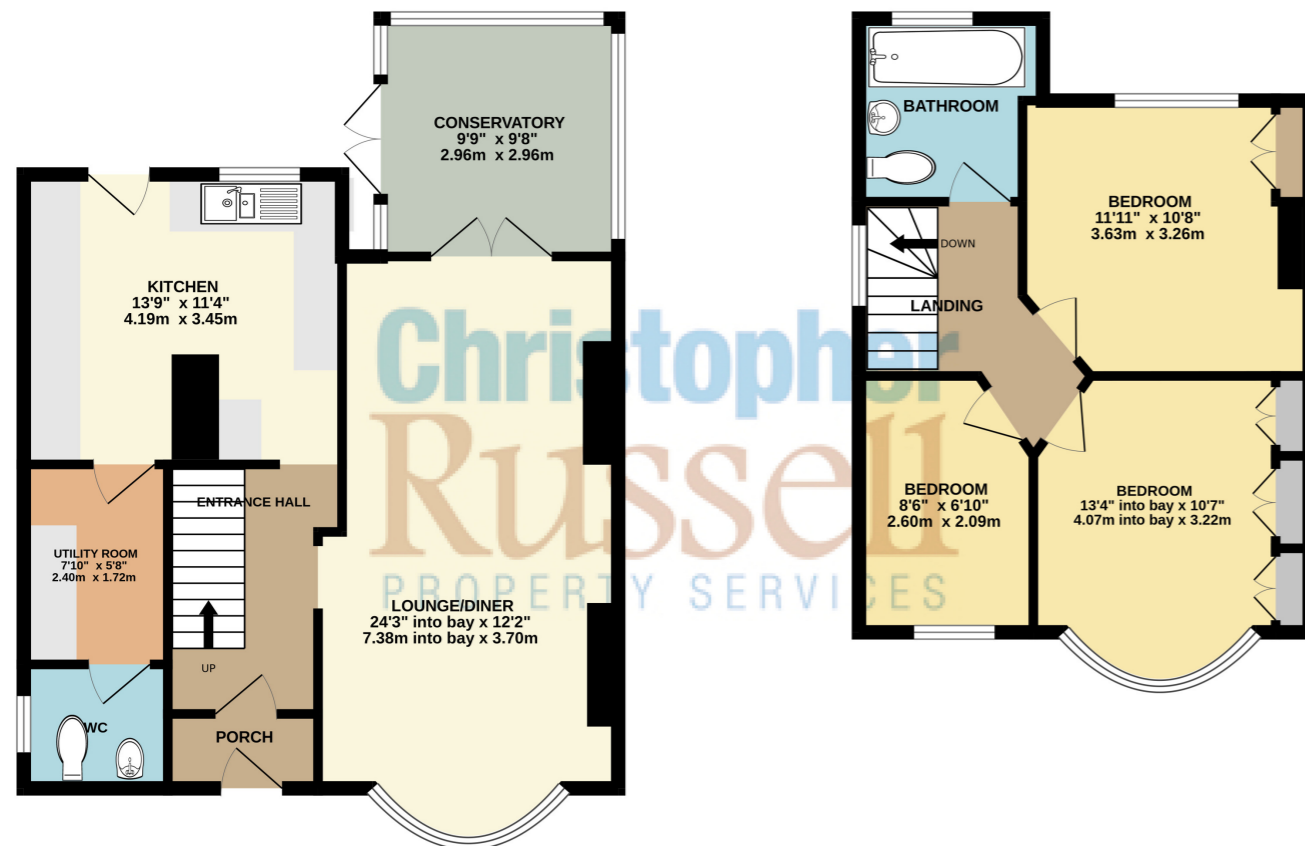 CONSERVATORY
9'9" x 9'8"
2.96m x 2.96m
KITCHEN
13'9" x 11'4"
4.19m x 3.45m
ENTRANCE HALL
UTILITY ROOM
7'10" x 5'8"
2.40m x 1.72m
UP
WC
PORCH
LOUNGE/DINER
24'3" into bay x 12'2"
7.38m into bay x 3.70m
BATHROOM
BEDROOM
11'11" x 10'8"
3.63m x 3.26m
DOWN
LANDING
BEDROOM
8'6" x 6'10"
2.60m x 2.09m
BEDROOM
13'4" into bay x 10'7"
4.07m into bay x 3.22m
Christopher
Russell
PROPERTY SERVICES